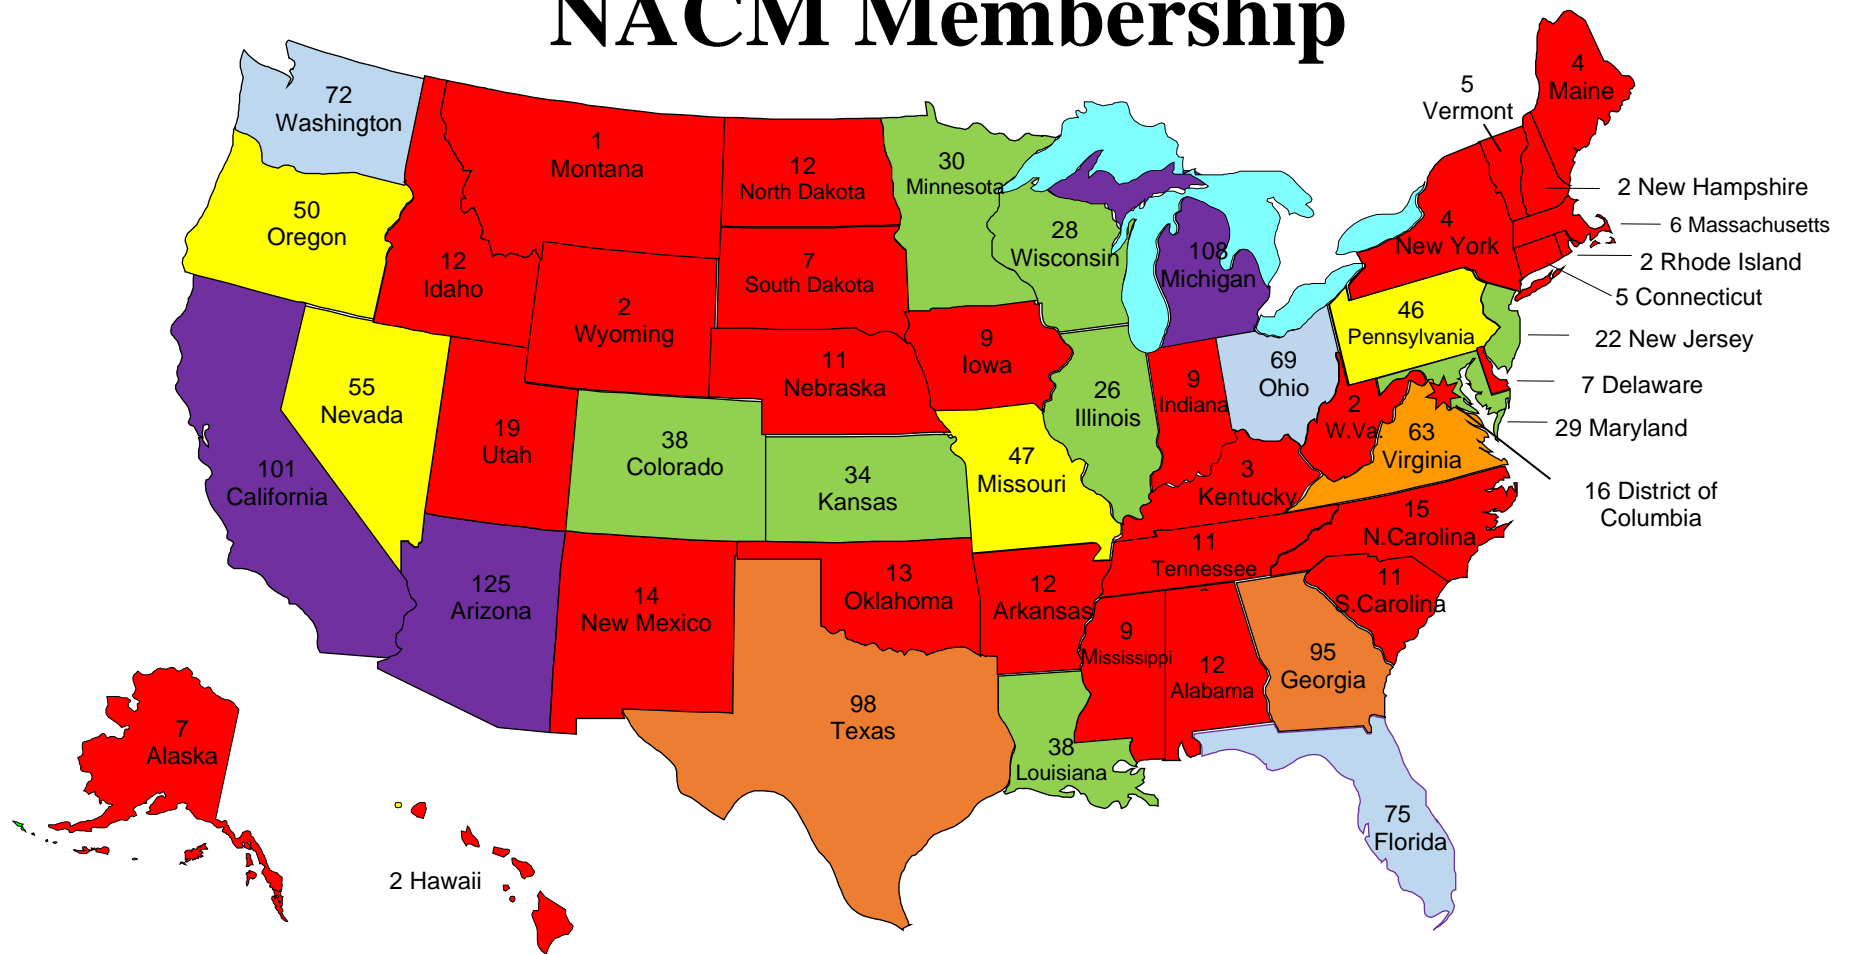 NACM Membership
4
Maine
5
Vermont
72
Washington
1
Montana
12
North Dakota
30
Minnesota
2 New Hampshire
50
Oregon
28
Wisconsin
4
New York
6 Massachusetts
108
Michigan
2 Rhode Island
12
Idaho
7
South Dakota
5 Connecticut
2
Wyoming
46
Pennsylvania
22 New Jersey
9
Iowa
11
Nebraska
69
Ohio
7 Delaware
55
Nevada
26
Illinois
9
Indiana
2
W.Va.
29 Maryland
19
Utah
38
Colorado
63
Virginia
47
Missouri
34
Kansas
3
Kentucky
101
California
16 District of
Columbia
15
N.Carolina
11
Tennessee
125
Arizona
14
New Mexico
13
Oklahoma
12
Arkansas
11
S.Carolina
9
Mississippi
12
Alabama
95
Georgia
98
Texas
38
Louisiana
7
Alaska
75
Florida
2 Hawaii